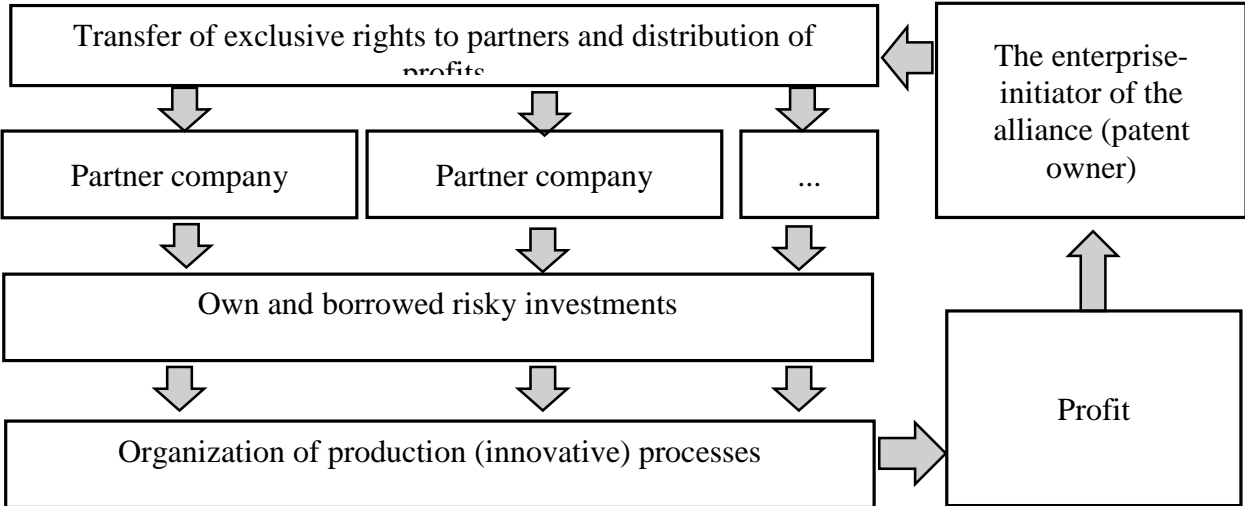 Transfer of exclusive rights to partners and distribution of
profits
The enterprise-
initiator of the
alliance (patent
owner)
Partner company
Partner company
...
Own and borrowed risky investments
Profit
Organization of production (innovative) processes